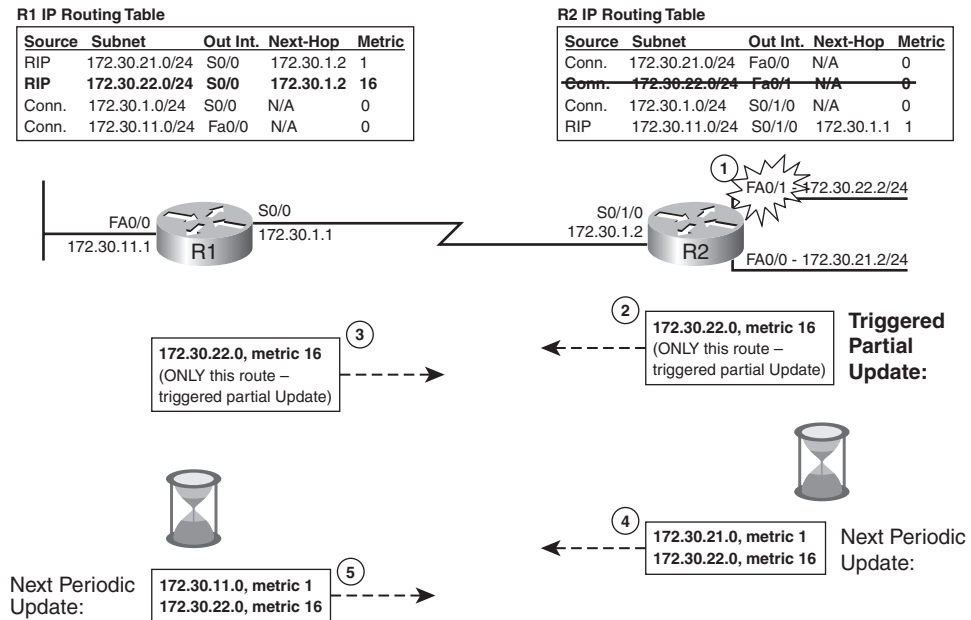 R1 IP Routing Table
Source Subnet Out Int. Next-Hop Metric
RIP 172.30.21.0/24 S0/0 172.30.1.2 1
RIP 172.30.22.0/24 S0/0 172.30.1.2 16
Conn. 172.30.1.0/24 S0/0 N/A 0
Conn. 172.30.11.0/24 Fa0/0 N/A 0
R2 IP Routing Table
Source Subnet Out Int. Next-Hop Metric
Conn. 172.30.21.0/24 Fa0/0 N/A 0
Conn. 172.30.22.0/24 Fa0/1 N/A 0
Conn. 172.30.1.0/24 S0/1/0 N/A 0
RIP 172.30.11.0/24 S0/1/0 172.30.1.1 1
1
FA0/1 - 172.30.22.2/24
FA0/0
172.30.11.1
R1
S0/0
172.30.1.1
S0/1/0
172.30.1.2
R2
FA0/0 - 172.30.21.2/24
2
172.30.22.0, metric 16
(ONLY this route –
triggered partial Update)
Triggered
Partial
Update:
3
172.30.22.0, metric 16
(ONLY this route –
triggered partial Update)
4
172.30.21.0, metric 1
172.30.22.0, metric 16
Next Periodic
Update:
Next Periodic
Update:
5
172.30.11.0, metric 1
172.30.22.0, metric 16